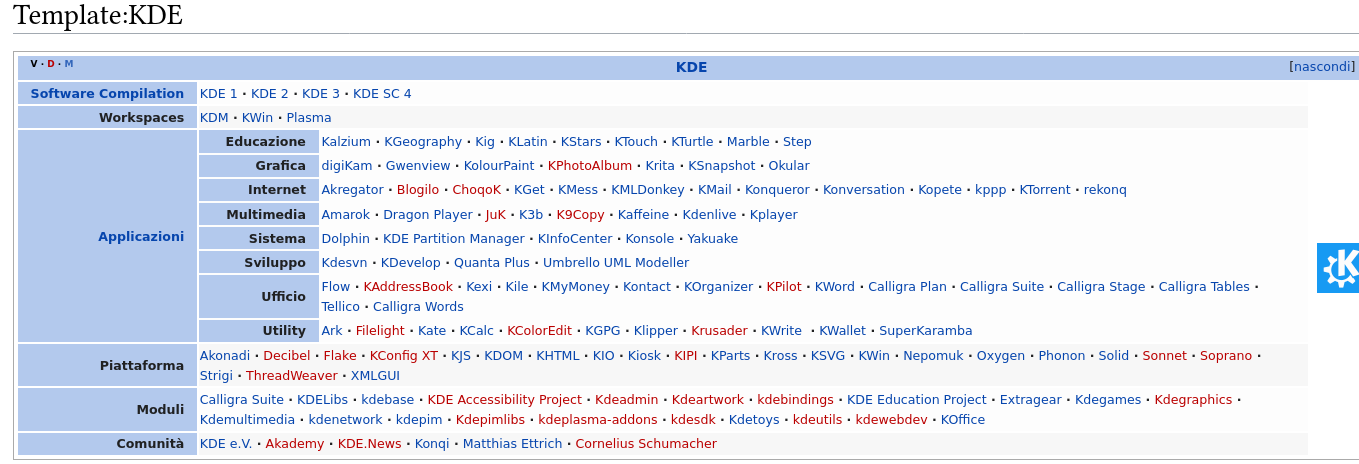 Template:KDE
V · D · M KDE [nascondi]
Software Compilation KDE 1 · KDE 2 · KDE 3 · KDE SC 4
Workspaces KDM · KWin · Plasma
Applicazioni
Educazione Kalzium · KGeography · Kig · KLatin · KStars · KTouch · KTurtle · Marble · Step
Grafica digiKam · Gwenview · KolourPaint · KPhotoAlbum · Krita · KSnapshot · Okular
Internet Akregator · Blogilo · ChoqoK · KGet · KMess · KMLDonkey · KMail · Konqueror · Konversation · Kopete · kppp · KTorrent · rekonq
Multimedia Amarok · Dragon Player · JuK · K3b · K9Copy · Kaffeine · Kdenlive · Kplayer
Sistema Dolphin · KDE Partition Manager · KInfoCenter · Konsole · Yakuake
Sviluppo Kdesvn · KDevelop · Quanta Plus · Umbrello UML Modeller
Ufficio Flow · KAddressBook · Kexi · Kile · KMyMoney · Kontact · KOrganizer · KPilot · KWord · Calligra Plan · Calligra Suite · Calligra Stage · Calligra Tables ·
Tellico · Calligra Words
Utility Ark · Filelight · Kate · KCalc · KColorEdit · KGPG · Klipper · Krusader · KWrite · KWallet · SuperKaramba
Piattaforma Akonadi · Decibel · Flake · KConfig XT · KJS · KDOM · KHTML · KIO · Kiosk · KIPI · KParts · Kross · KSVG · KWin · Nepomuk · Oxygen · Phonon · Solid · Sonnet · Soprano ·
Strigi · ThreadWeaver · XMLGUI
Moduli Calligra Suite · KDELibs · kdebase · KDE Accessibility Project · Kdeadmin · Kdeartwork · kdebindings · KDE Education Project · Extragear · Kdegames · Kdegraphics ·
Kdemultimedia · kdenetwork · kdepim · Kdepimlibs · kdeplasma-addons · kdesdk · Kdetoys · kdeutils · kdewebdev · KOffice
Comunità KDE e.V. · Akademy · KDE.News · Konqi · Matthias Ettrich · Cornelius Schumacher